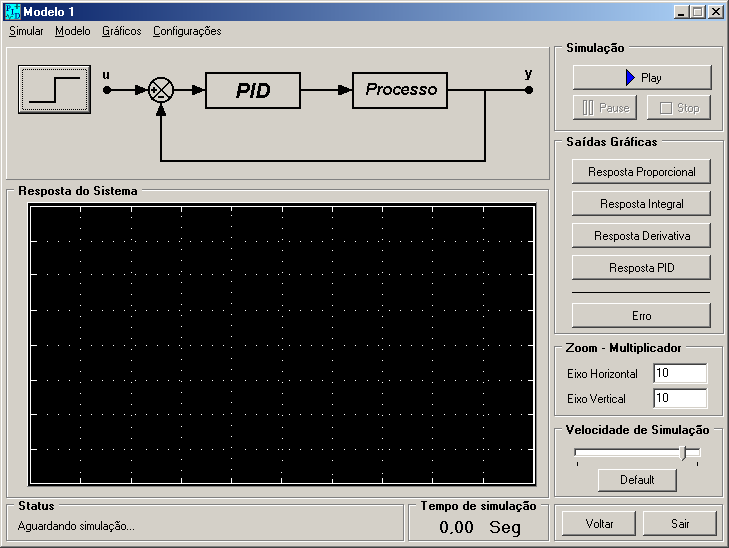 Modelo 1
Simular Modelo Gráficos Configurações
u
PID
Processo
y
Resposta do Sistema
Status
Aguardando simulação...
Tempo de simulação
0,00 Seg
Simulação
Play
Pause Stop
Saídas Gráficas
Resposta Proporcional
Resposta Integral
Resposta Derivativa
Resposta PID
Erro
Zoom - Multiplicador
Eixo Horizontal 10
Eixo Vertical 10
Velocidade de Simulação
Default
Voltar Sair